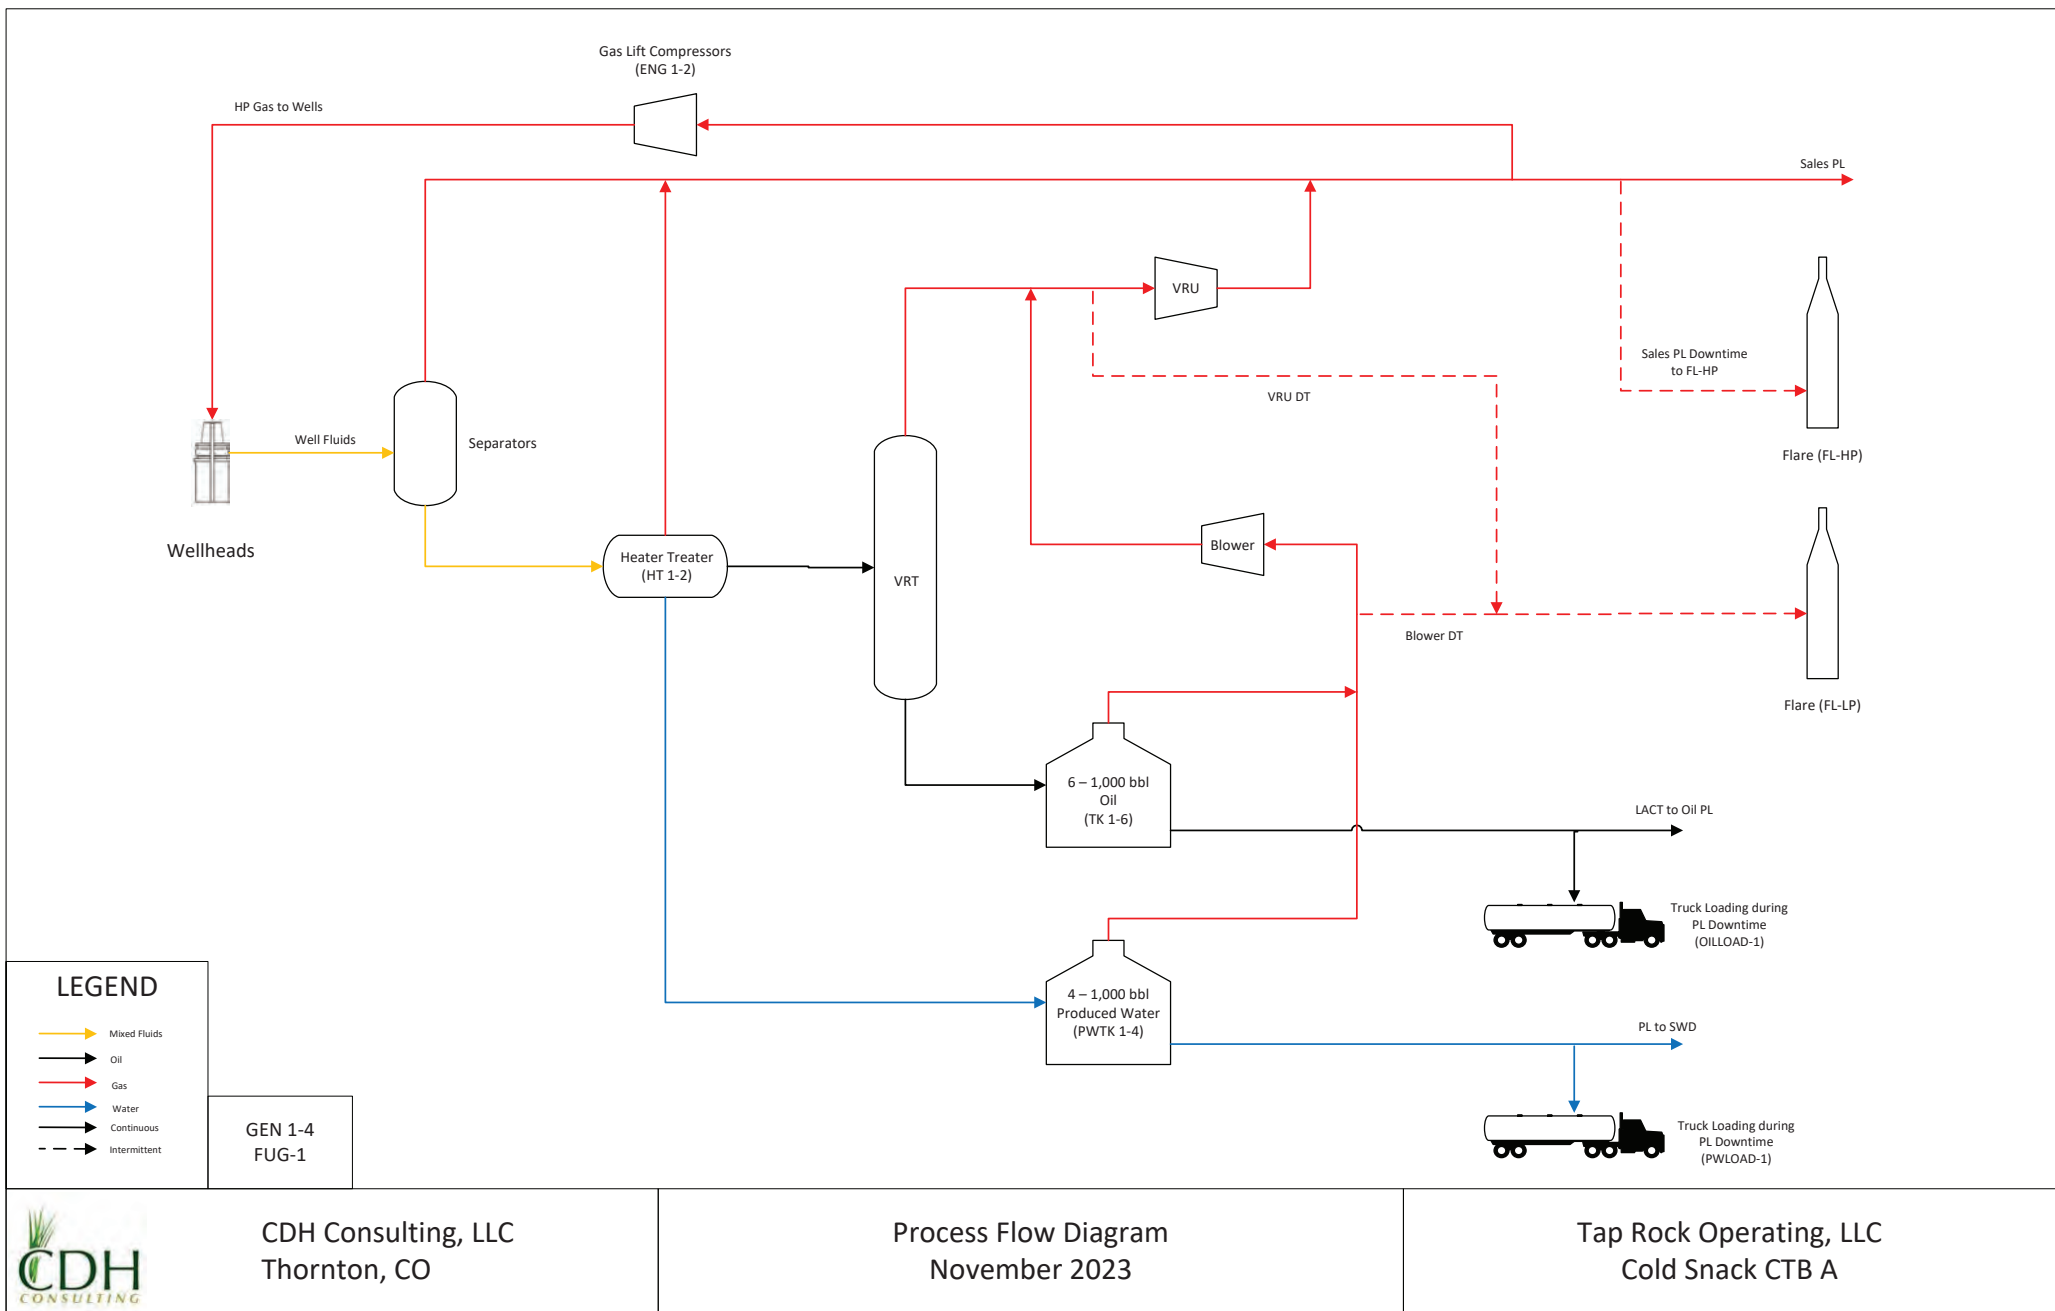 Gas Lift Compressors
(ENG 1-2)
HP Gas to Wells
Sales PL
VRU
Sales PL Downtime
to FL-HP
VRU DT
Well Fluids
Separators
Flare (FL-HP)
Wellheads
Heater Treater
(HT 1-2)
VRT
Blower
Blower DT
Flare (FL-LP)
6 – 1,000 bbl
Oil
(TK 1-6)
LACT to Oil PL
Truck Loading during
PL Downtime
(OILLOAD-1)
4 – 1,000 bbl
Produced Water
(PWTK 1-4)
PL to SWD
Truck Loading during
PL Downtime
(PWLOAD-1)
LEGEND
Mixed Fluids
Oil
Gas
Water
Continuous
Intermittent
GEN 1-4
FUG-1
CDH
CONSULTING
CDH Consulting, LLC
Thornton, CO
Process Flow Diagram
November 2023
Tap Rock Operating, LLC
Cold Snack CTB A